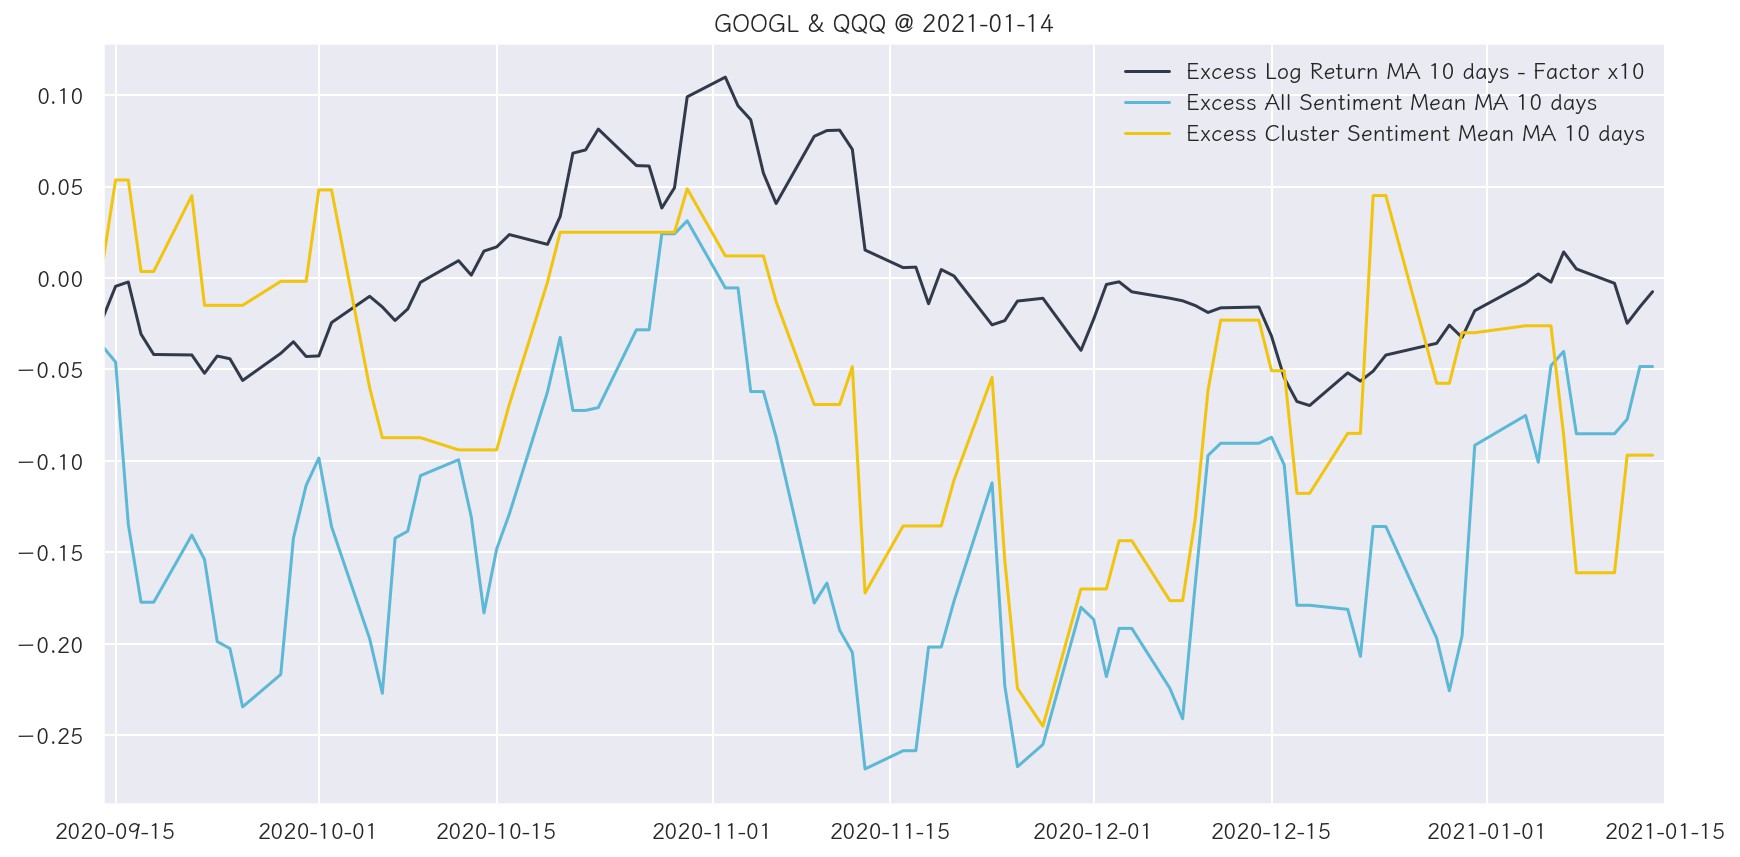 GOOGL & QQQ @ 2021-01-14
Excess Log Return MA 10 days - Factor x10
Excess All Sentiment Mean MA 10 days
Excess Cluster Sentiment Mean MA 10 days
0.10
0.05
0.00
−0.05
−0.10
−0.15
−0.20
−0.25
2020-09-15 2020-10-01 2020-10-15 2020-11-01 2020-11-15 2020-12-01 2020-12-15 2021-01-01 2021-01-15